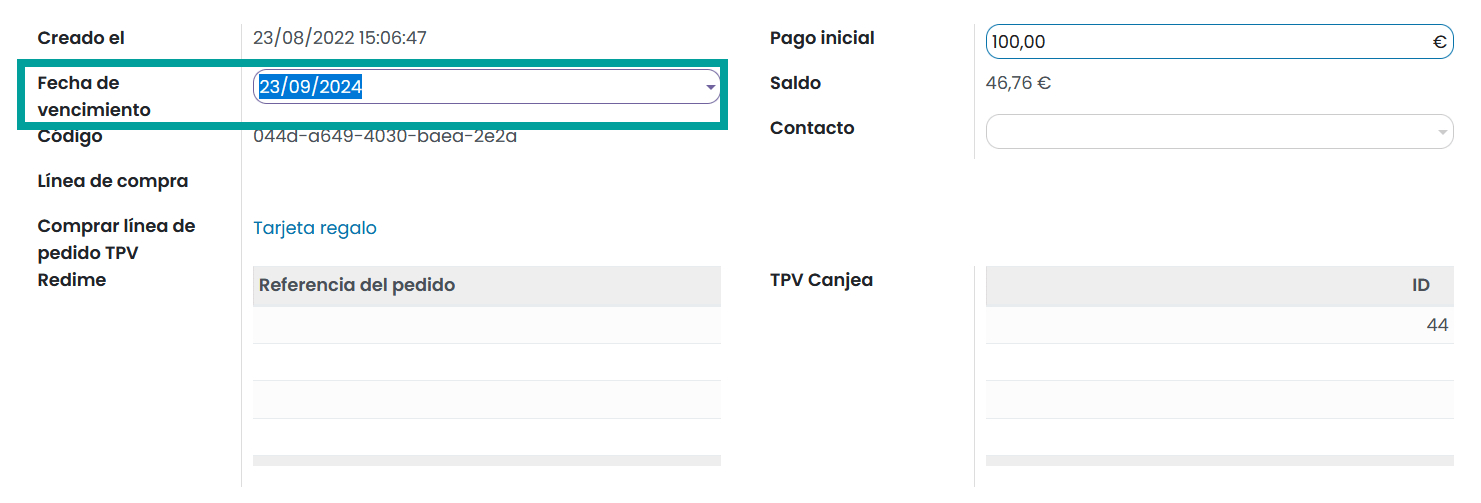 Creado el 23/08/2022 15:06:47 Pago inicial 100,00 €
Fecha de vencimiento 23/09/2024 Saldo 46,76 €
Código 044d-a649-4030-baea-2e2a Contacto
Línea de compra
Comprar línea de pedido TPV Tarjeta regalo
Redime Referencia del pedido TPV Canjea ID
44